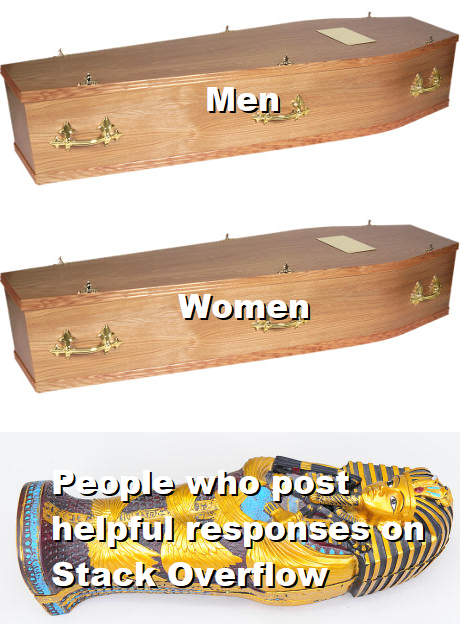 Men
Women
People who post
helpful responses on
Stack Overflow